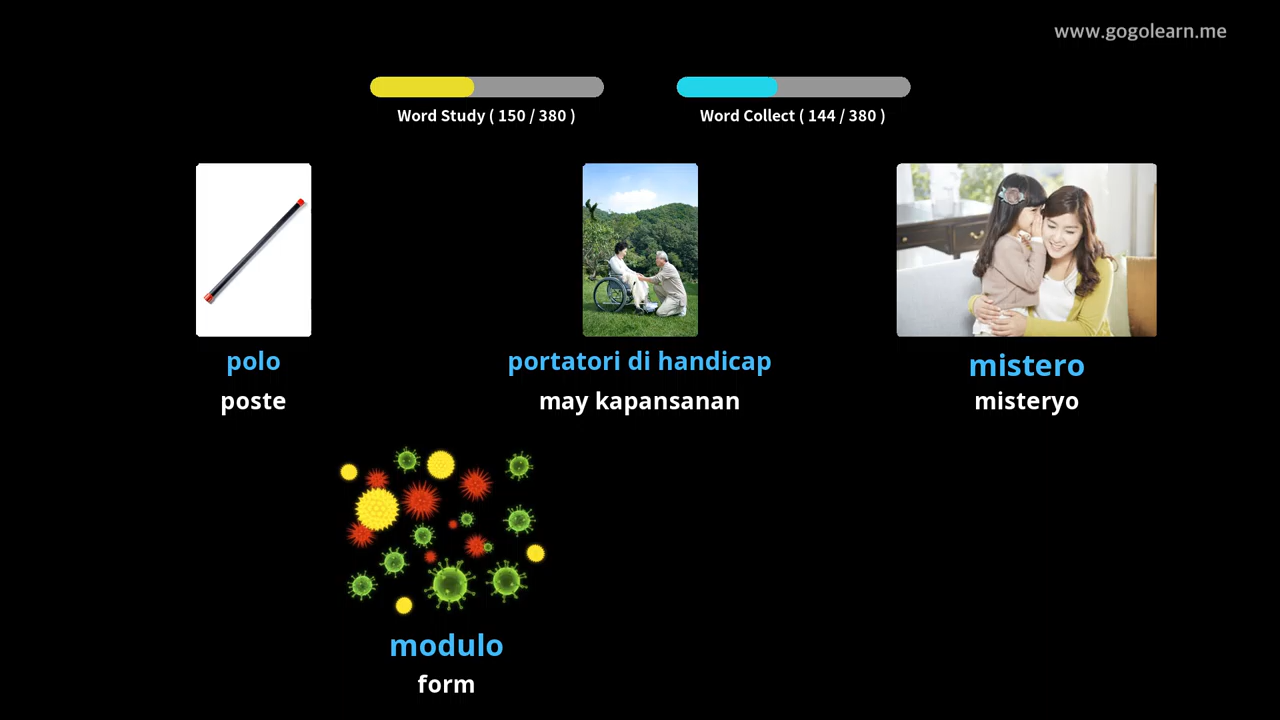 www.gogolearn.me
Word Study ( 150 / 380 )
Word Collect ( 144 / 380 )
polo
poste
portatori di handicap
may kapansanan
mistero
misteryo
modulo
form